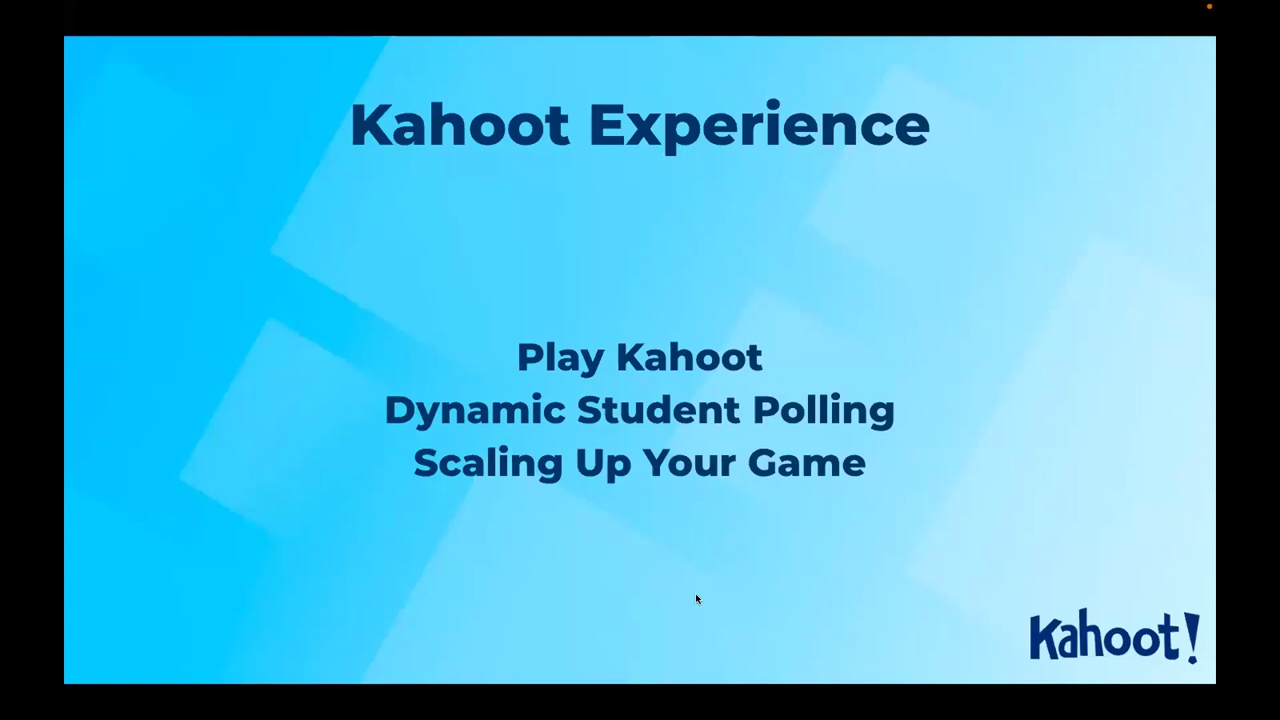 Kahoot Experience
Play Kahoot
Dynamic Student Polling
Scaling Up Your Game
Kahoot!